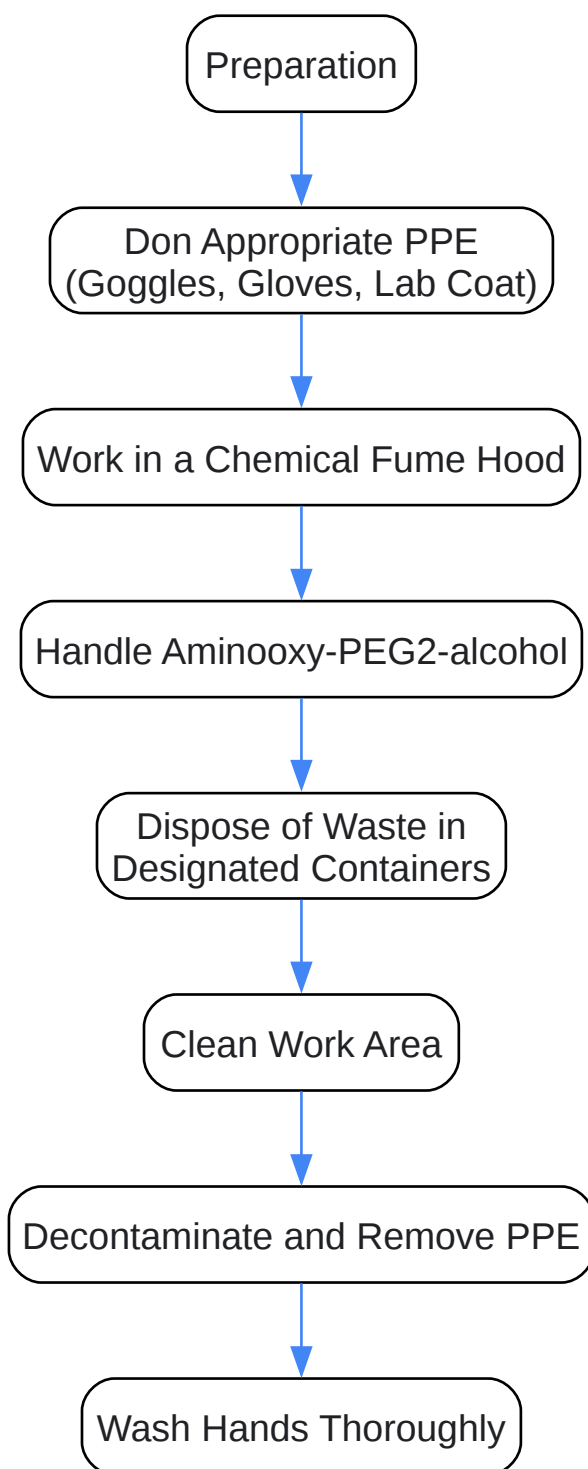 Preparation
Don Appropriate PPE
(Goggles, Gloves, Lab Coat)
Work in a Chemical Fume Hood
Handle Aminooxy-PEG2-alcohol
Dispose of Waste in
Designated Containers
Clean Work Area
Decontaminate and Remove PPE
Wash Hands Thoroughly